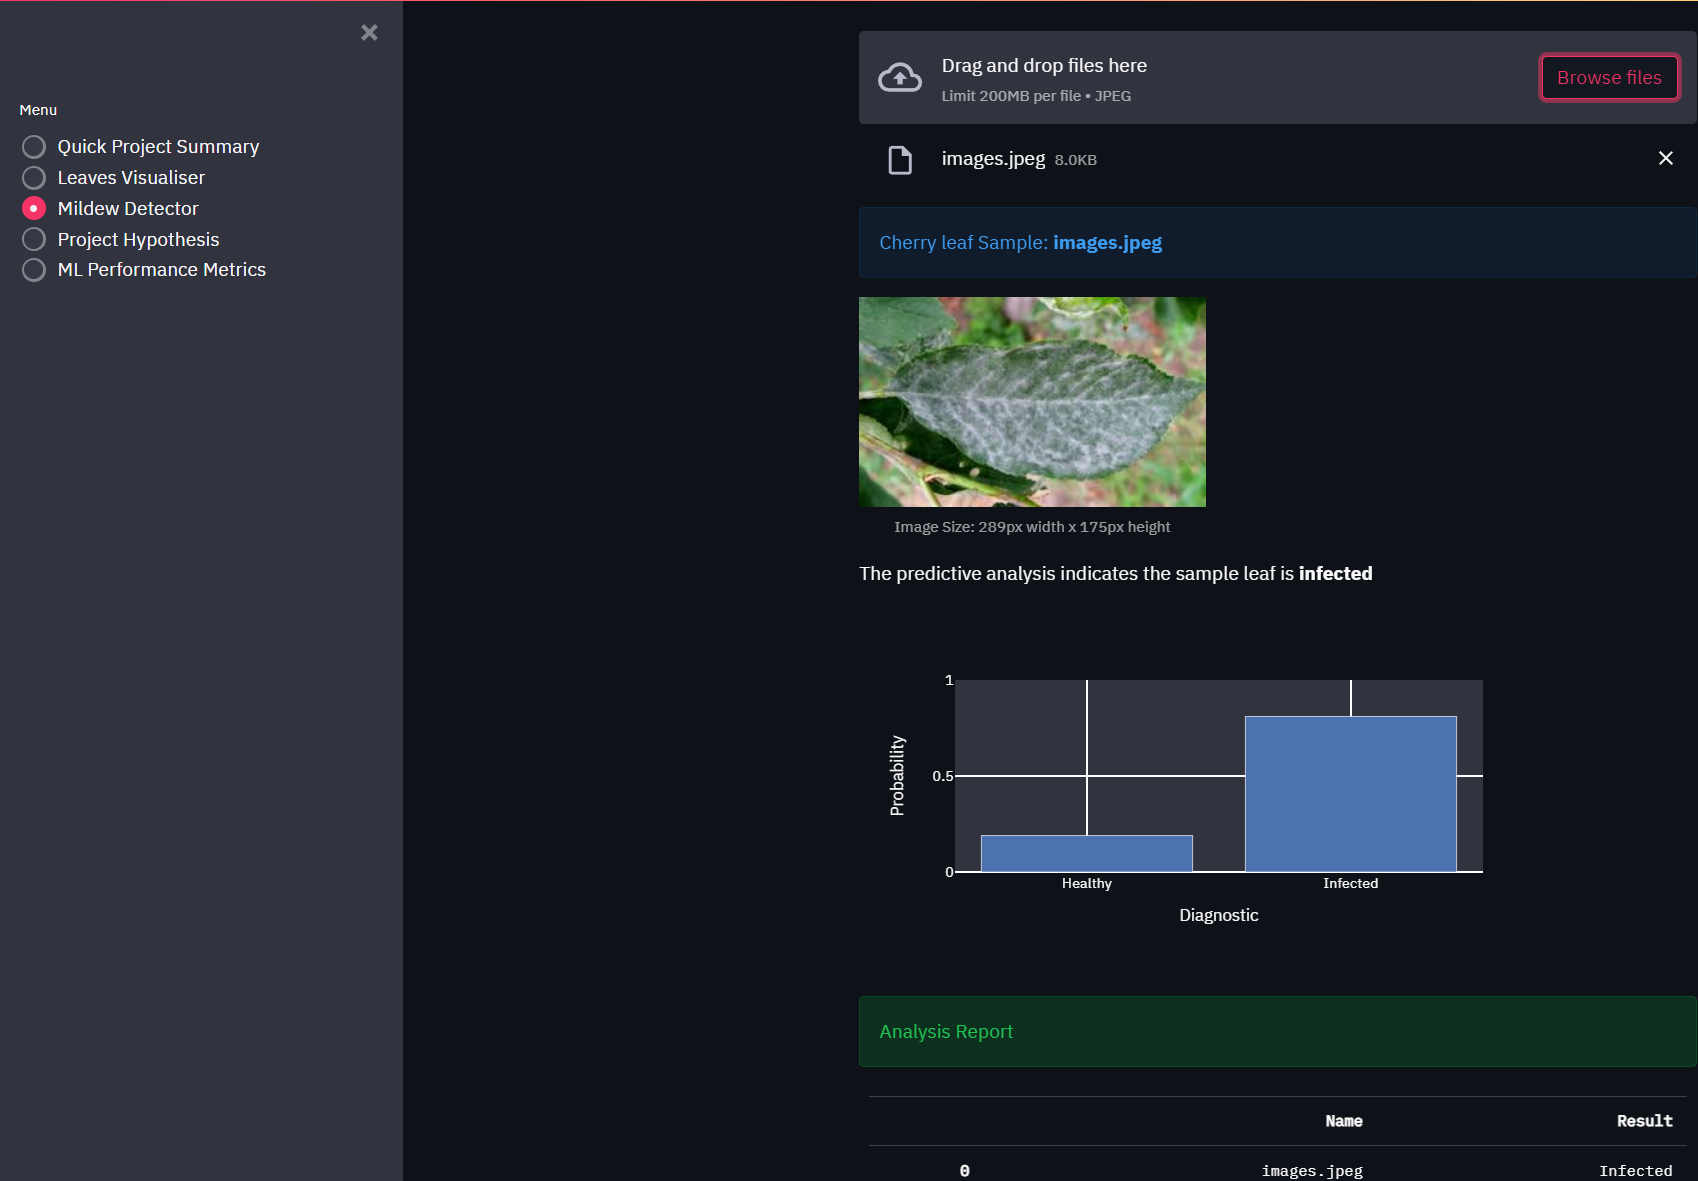 Menu
Quick Project Summary
Leaves Visualiser
Mildew Detector
Project Hypothesis
ML Performance Metrics
Drag and drop files here
Limit 200MB per file • JPEG
Browse files
images.jpeg 8.0KB
Cherry leaf Sample: images.jpeg
Image Size: 289px width x 175px height
The predictive analysis indicates the sample leaf is infected
1
0.5
0
Probability
Healthy Infected
Diagnostic
Analysis Report
Name Result
0 images.jpeg Infected